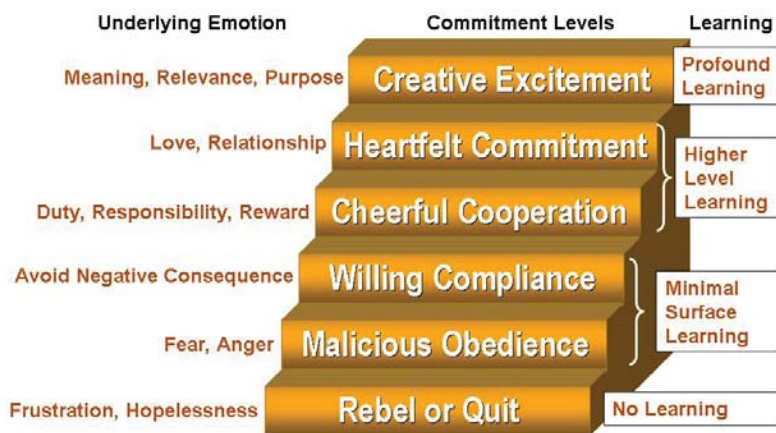 Underlying Emotion Commitment Levels Learning
Meaning, Relevance, Purpose Creative Excitement Profound
Learning
Love, Relationship Heartfelt Commitment
Higher
Level
Learning
Duty, Responsibility, Reward Cheerful Cooperation
Avoid Negative Consequence Willing Compliance
Minimal
Surface
Learning
Fear, Anger Malicious Obedience
Frustration, Hopelessness Rebel or Quit No Learning